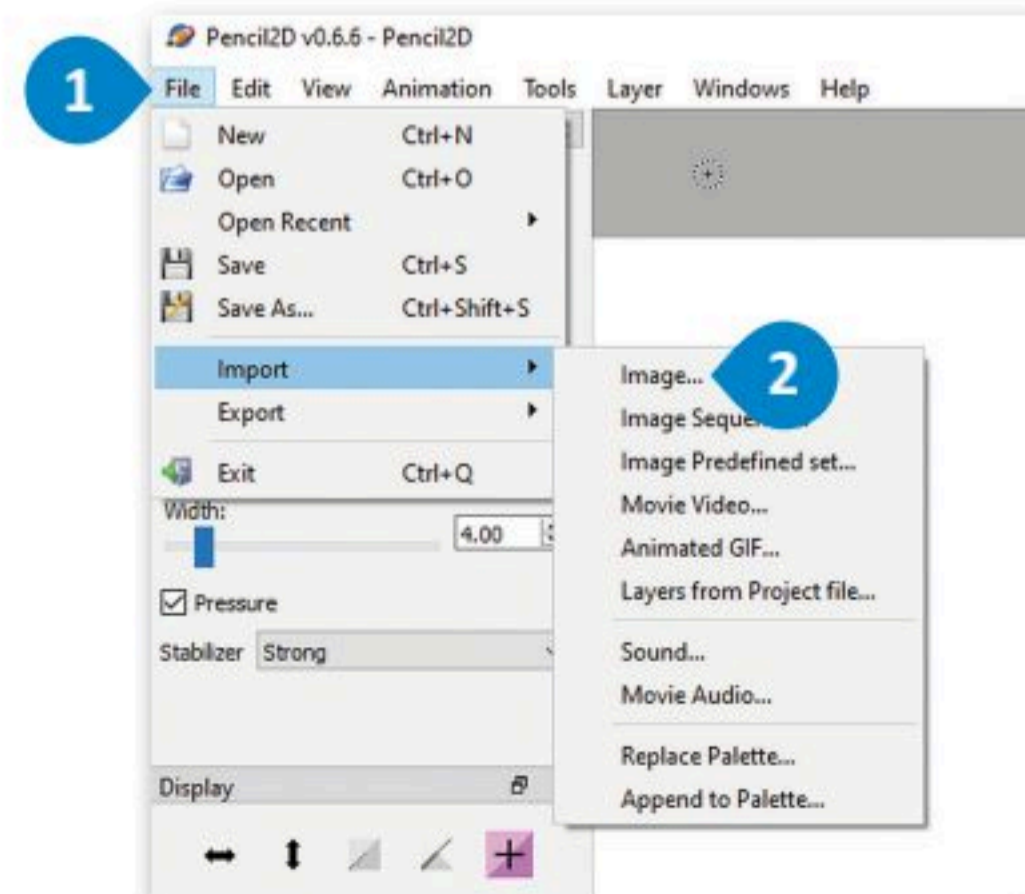 Pencil2D v0.6.6 - Pencil2D
1
File Edit View Animation Tools Layer Windows Help
New Ctrl+N
Open Ctrl+O
Open Recent
Save Ctrl+S
Save As... Ctrl+Shift+S
Import
Export
Exit Ctrl+Q
2
Image...
Image
Image Predefined set...
Movie Video...
Animated GIF...
Layers from Project file...
Sound...
Movie Audio...
Replace Palette...
Append to Palette...
Width:
4.00
Pressure
Stabilizer Strong
Display